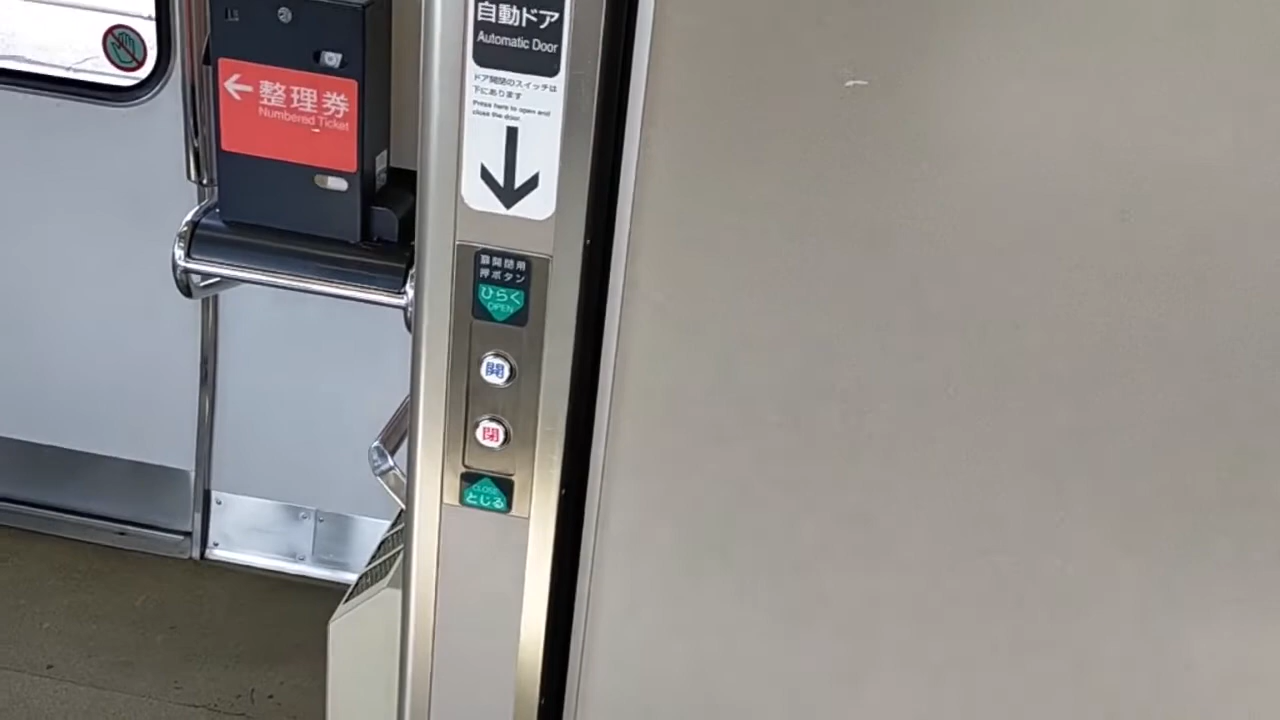 整理券
Numbered Ticket
自動ドア
Automatic Door
ドア開閉のスイッチは
下にあります
Press here to open and
close the door.
扉開閉用
押ボタン
ひらく
OPEN
開
閉
CLOSE
とじる